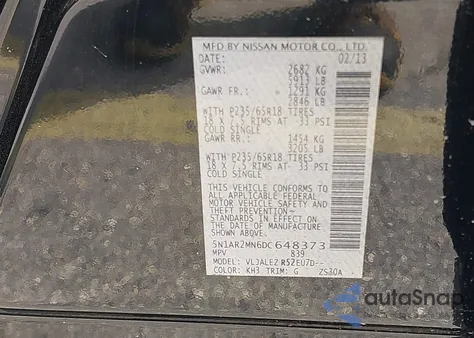 MFD BY NISSAN MOTOR CO., LTD.
DATE: 02/13
GVWR: 2682 KG
5913 LB
GAWR FR.: 1291 KG
2846 LB
WITH P235/65R18 TIRES
18 X 7.5 RIMS AT 33 PSI
COLD SINGLE
GAWR RR.: 1454 KG
3205 LB
WITH P235/65R18 TIRES
18 X 7.5 RIMS AT 33 PSI
COLD SINGLE
THIS VEHICLE CONFORMS TO
ALL APPLICABLE FEDERAL
MOTOR VEHICLE SAFETY AND
THEFT PREVENTION
STANDARDS IN EFFECT ON
THE DATE OF MANUFACTURE
SHOWN ABOVE.
5N1AR2MN6DC648373
MPV 839
MODEL: VLJALEZ R52EU7D--
COLOR: KH3 TRIM: G ZS30A
autaSnap